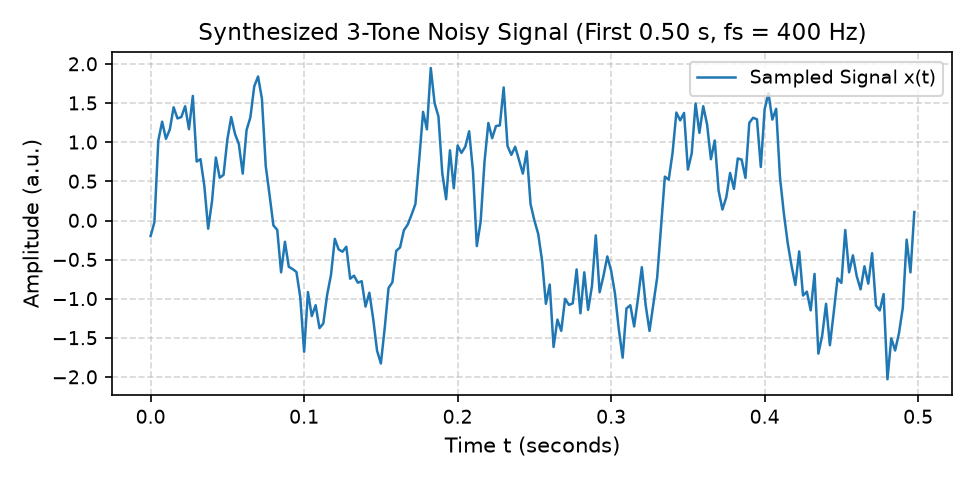 Synthesized 3-Tone Noisy Signal (First 0.50 s, fs = 400 Hz)
Sampled Signal x(t)
Amplitude (a.u.)
2.0
1.5
1.0
0.5
0.0
−0.5
−1.0
−1.5
−2.0
0.0 0.1 0.2 0.3 0.4 0.5
Time t (seconds)